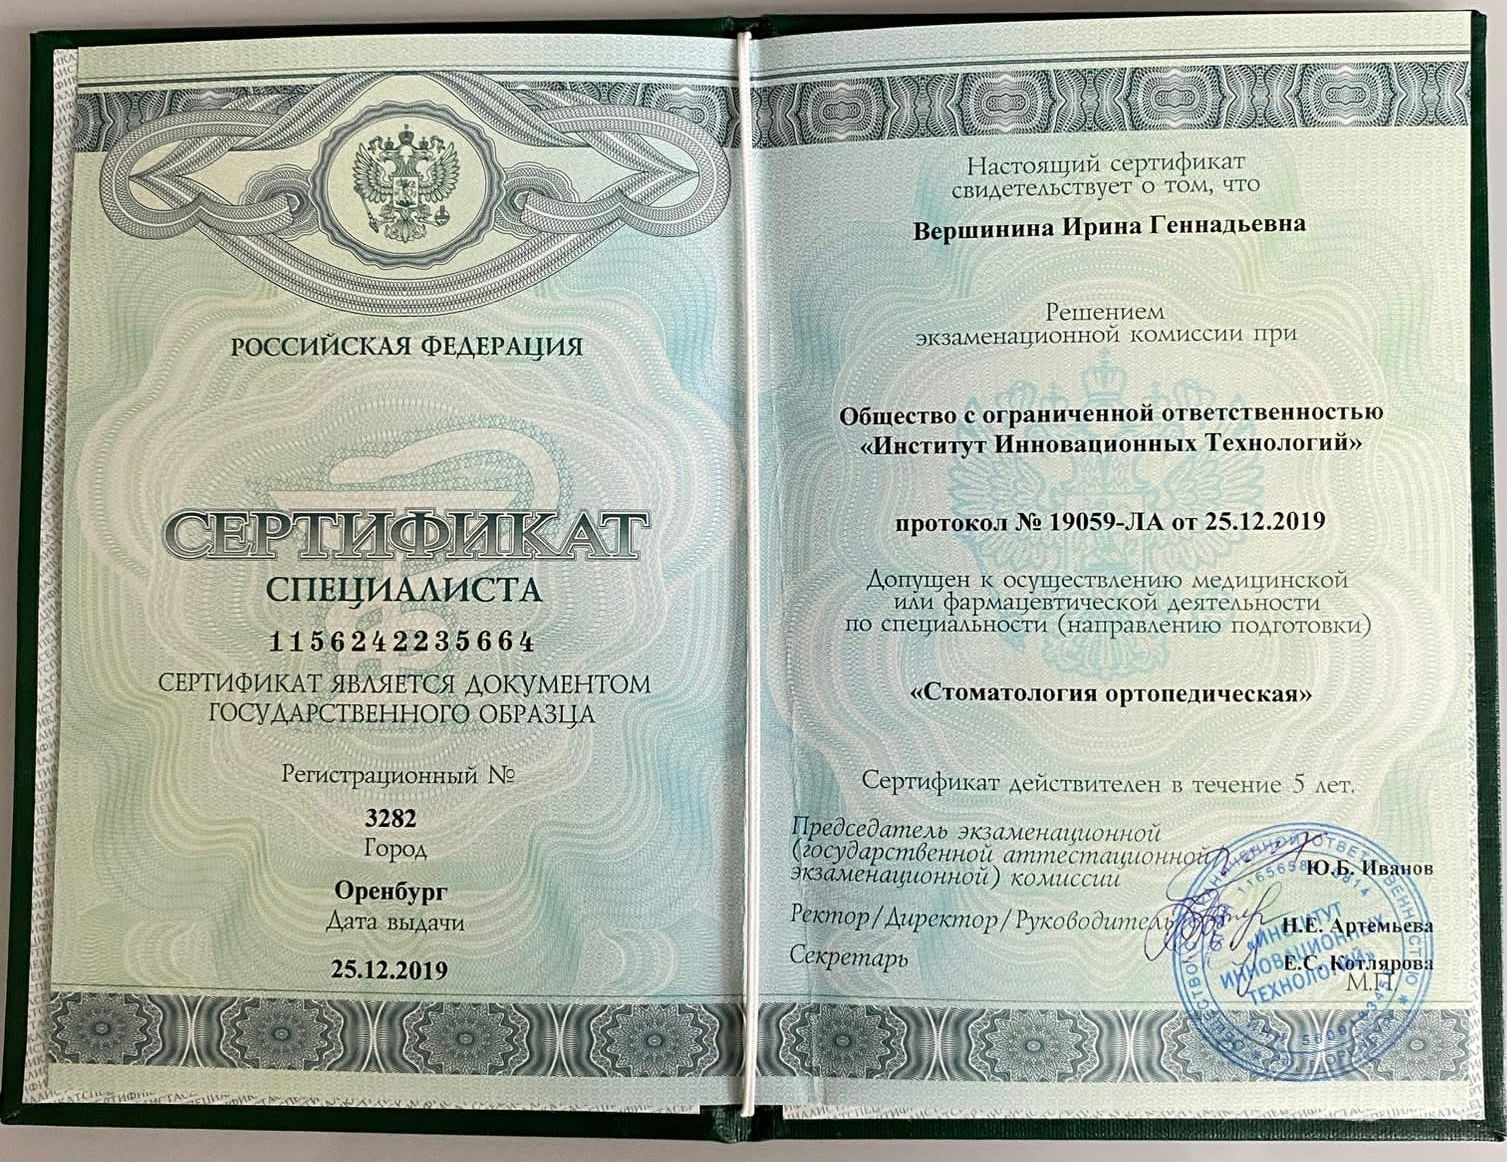 РОССИЙСКАЯ ФЕДЕРАЦИЯ
СЕРТИФИКАТ
СПЕЦИАЛИСТА
1156242235664
СЕРТИФИКАТ ЯВЛЯЕТСЯ ДОКУМЕНТОМ
ГОСУДАРСТВЕННОГО ОБРАЗЦА
Регистрационный №
3282
Город
Оренбург
Дата выдачи
25.12.2019
Настоящий сертификат
свидетельствует о том, что
Вершинина Ирина Геннадьевна
Решением
экзаменационной комиссии при
Общество с ограниченной ответственностью
«Институт Инновационных Технологий»
протокол № 19059-ЛА от 25.12.2019
Допущен к осуществлению медицинской
или фармацевтической деятельности
по специальности (направлению подготовки)
«Стоматология ортопедическая»
Сертификат действителен в течение 5 лет.
Председатель экзаменационной
(государственной аттестационной
экзаменационной) комиссии
Ю.Б. Иванов
Ректор/Директор/Руководитель
Н.Е. Артемьева
Секретарь
Е.С. Котлярова
М.П.
«ИНСТИТУТ
ИННОВАЦИОННЫХ
ТЕХНОЛОГИЙ»